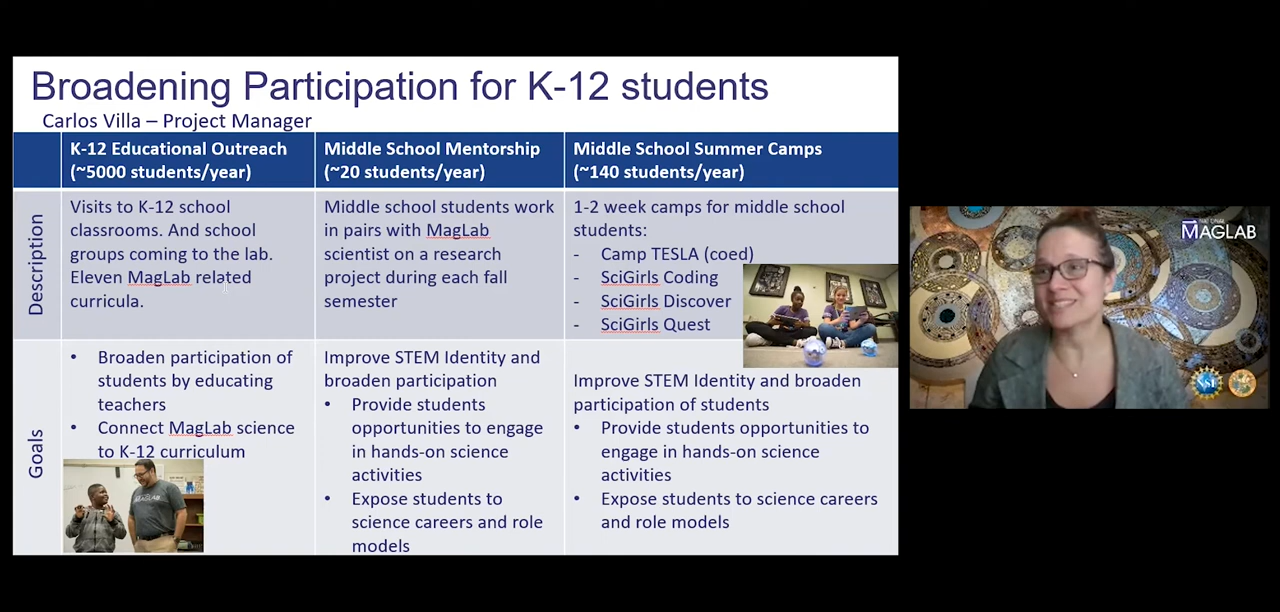 Broadening Participation for K-12 students
Carlos Villa – Project Manager
K-12 Educational Outreach
(~5000 students/year)
Middle School Mentorship
(~20 students/year)
Middle School Summer Camps
(~140 students/year)
Description
Visits to K-12 school
classrooms. And school
groups coming to the lab.
Eleven MagLab related
curricula.
Middle school students work
in pairs with MagLab
scientist on a research
project during each fall
semester
1-2 week camps for middle school
students:
- Camp TESLA (coed)
- SciGirls Coding
- SciGirls Discover
- SciGirls Quest
Goals
• Broaden participation of
students by educating
teachers
• Connect MagLab science
to K-12 curriculum
Improve STEM Identity and
broaden participation
• Provide students
opportunities to engage
in hands-on science
activities
• Expose students to
science careers and role
models
Improve STEM Identity and broaden
participation of students
• Provide students opportunities to
engage in hands-on science
activities
• Expose students to science careers
and role models
MAGLAB
NATIONAL
MAGLAB
NSF